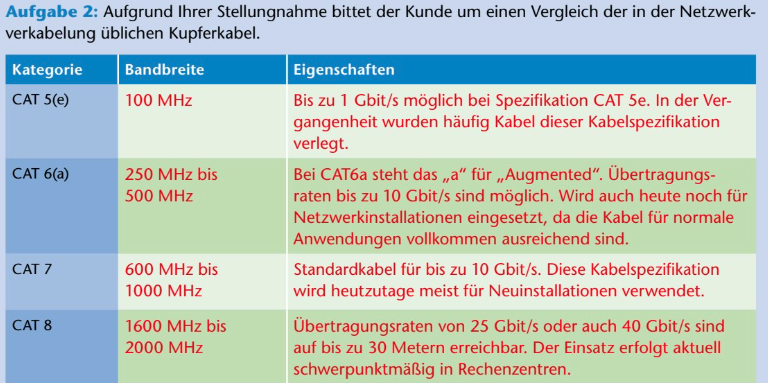 Aufgabe 2: Aufgrund Ihrer Stellungnahme bittet der Kunde um einen Vergleich der in der Netzwerk-
verkabelung üblichen Kupferkabel.
Kategorie Bandbreite Eigenschaften
CAT 5(e) 100 MHz Bis zu 1 Gbit/s möglich bei Spezifikation CAT 5e. In der Ver-
gangenheit wurden häufig Kabel dieser Kabelspezifikation
verlegt.
CAT 6(a) 250 MHz bis Bei CAT6a steht das „a“ für „Augmented“. Übertragungs-
500 MHz raten bis zu 10 Gbit/s sind möglich. Wird auch heute noch für
Netzwerkinstallationen eingesetzt, da die Kabel für normale
Anwendungen vollkommen ausreichend sind.
CAT 7 600 MHz bis Standardkabel für bis zu 10 Gbit/s. Diese Kabelspezifikation
1000 MHz wird heutzutage meist für Neuinstallationen verwendet.
CAT 8 1600 MHz bis Übertragungsraten von 25 Gbit/s oder auch 40 Gbit/s sind
2000 MHz auf bis zu 30 Metern erreichbar. Der Einsatz erfolgt aktuell
schwerpunktmäßig in Rechenzentren.